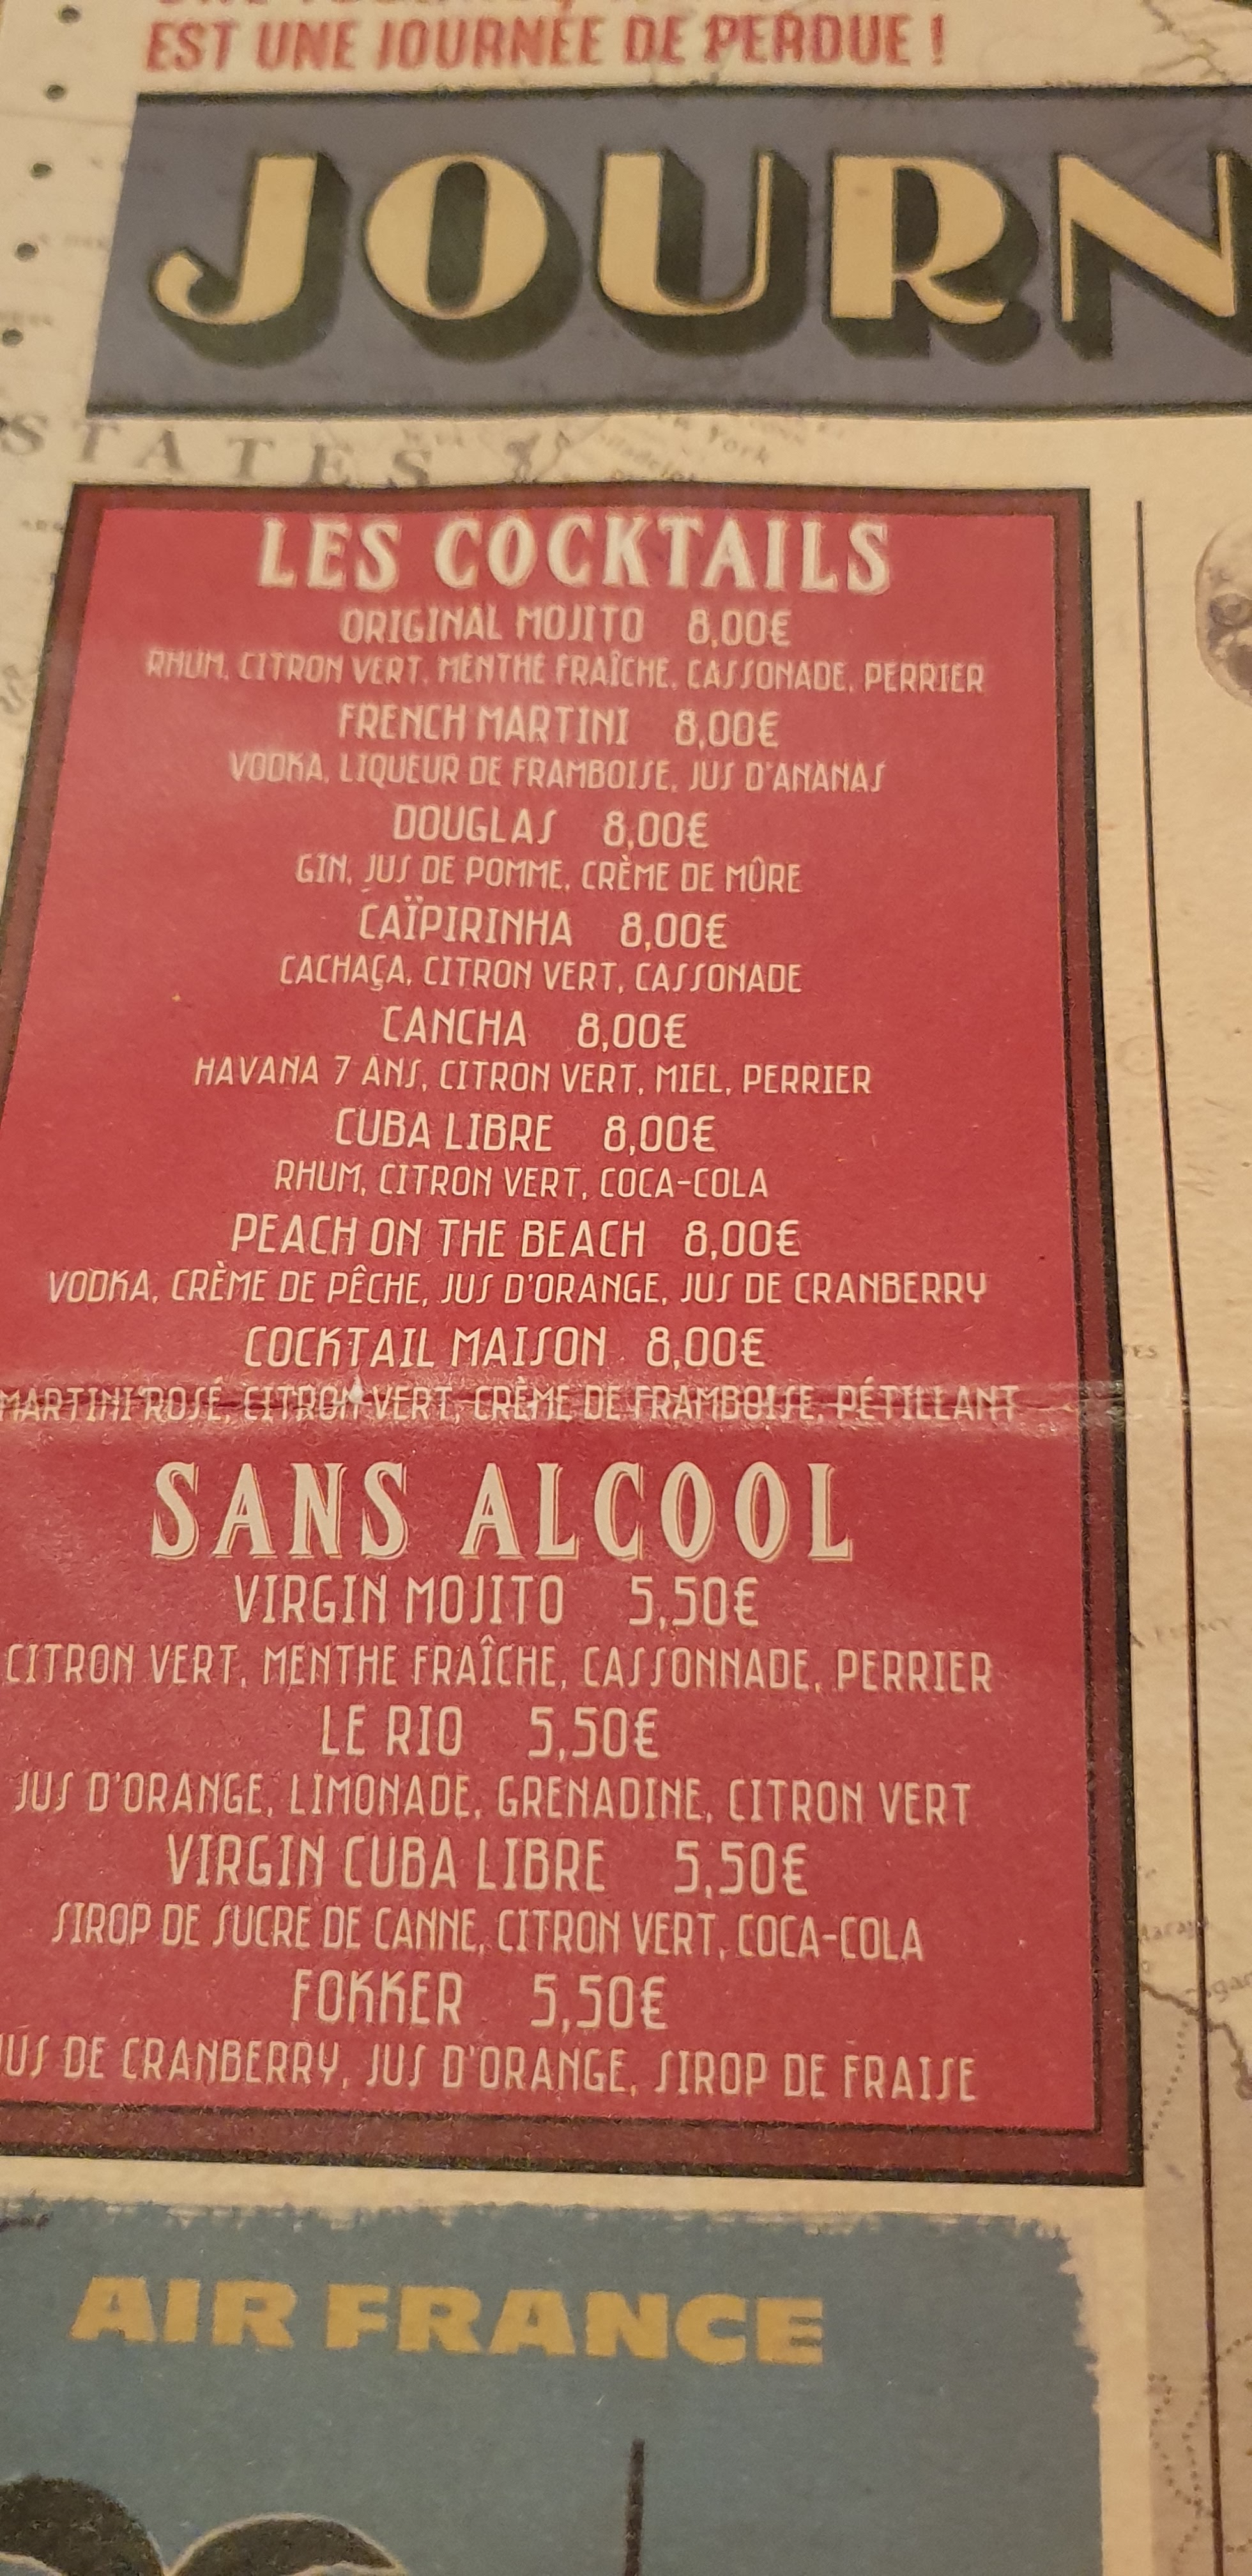 EST UNE JOURNÉE DE PERDUE !
JOURN
STATES
LES COCKTAILS
ORIGINAL MOJITO 8,00€
RHUM, CITRON VERT, MENTHE FRAÎCHE, CASSONADE, PERRIER
FRENCH MARTINI 8,00€
VODKA, LIQUEUR DE FRAMBOISE, JUS D'ANANAS
DOUGLAS 8,00€
GIN, JUS DE POMME, CRÈME DE MÛRE
CAÏPIRINHA 8,00€
CACHAÇA, CITRON VERT, CASSONADE
CANCHA 8,00€
HAVANA 7 ANS, CITRON VERT, MIEL, PERRIER
CUBA LIBRE 8,00€
RHUM, CITRON VERT, COCA-COLA
PEACH ON THE BEACH 8,00€
VODKA, CRÈME DE PÊCHE, JUS D'ORANGE, JUS DE CRANBERRY
COCKTAIL MAISON 8,00€
MARTINI ROSÉ, CITRON VERT, CRÈME DE FRAMBOISE, PÉTILLANT
SANS ALCOOL
VIRGIN MOJITO 5,50€
CITRON VERT, MENTHE FRAÎCHE, CASSONNADE, PERRIER
LE RIO 5,50€
JUS D'ORANGE, LIMONADE, GRENADINE, CITRON VERT
VIRGIN CUBA LIBRE 5,50€
SIROP DE SUCRE DE CANNE, CITRON VERT, COCA-COLA
FOKKER 5,50€
JUS DE CRANBERRY, JUS D'ORANGE, SIROP DE FRAISE
AIR FRANCE